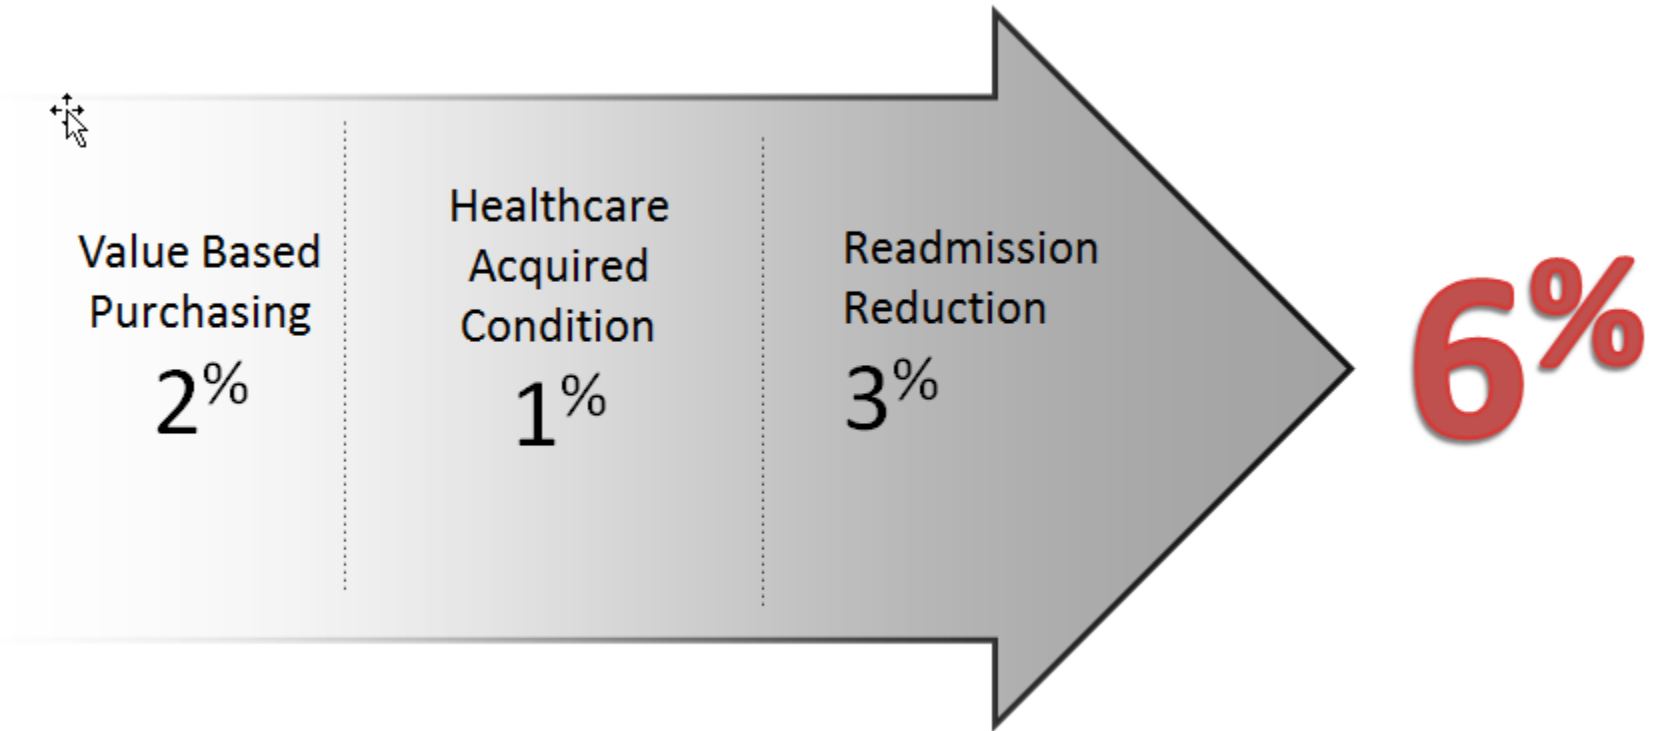 Value Based
Purchasing
2%
Healthcare
Acquired
Condition
1%
Readmission
Reduction
3%
6%